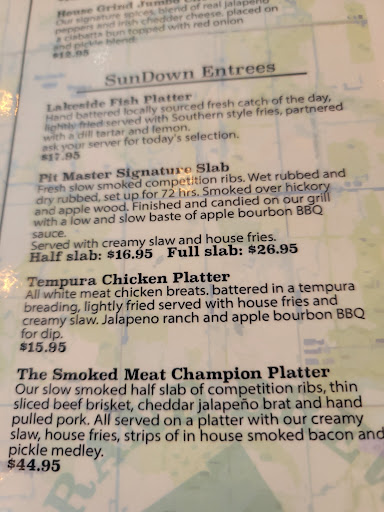 House Grind Jumbo
Our signature spices, blend of real jalapeno
peppers and irish chedder cheese, placed on
a ciabatta bun topped with red onion
and pickle blend.
$12.95
SunDown Entrees
Lakeside Fish Platter
Hand battered locally sourced fresh catch of the day,
lightly fried served with Southern style fries, partnered
with a dill tartar and lemon.
ask your server for today's selection.
$17.95
Pit Master Signature Slab
Fresh slow smoked competition ribs. Wet rubbed and
dry rubbed, set up for 72 hrs. Smoked over hickory
and apple wood. Finished and candied on our grill
with a low and slow baste of apple bourbon BBQ
sauce.
Served with creamy slaw and house fries.
Half slab: $16.95 Full slab: $26.95
Tempura Chicken Platter
All white meat chicken breats. battered in a tempura
breading, lightly fried served with house fries and
creamy slaw. Jalapeno ranch and apple bourbon BBQ
for dip.
$15.95
The Smoked Meat Champion Platter
Our slow smoked half slab of competition ribs, thin
sliced beef brisket, cheddar jalapeño brat and hand
pulled pork. All served on a platter with our creamy
slaw, house fries, strips of in house smoked bacon and
pickle medley.
$44.95